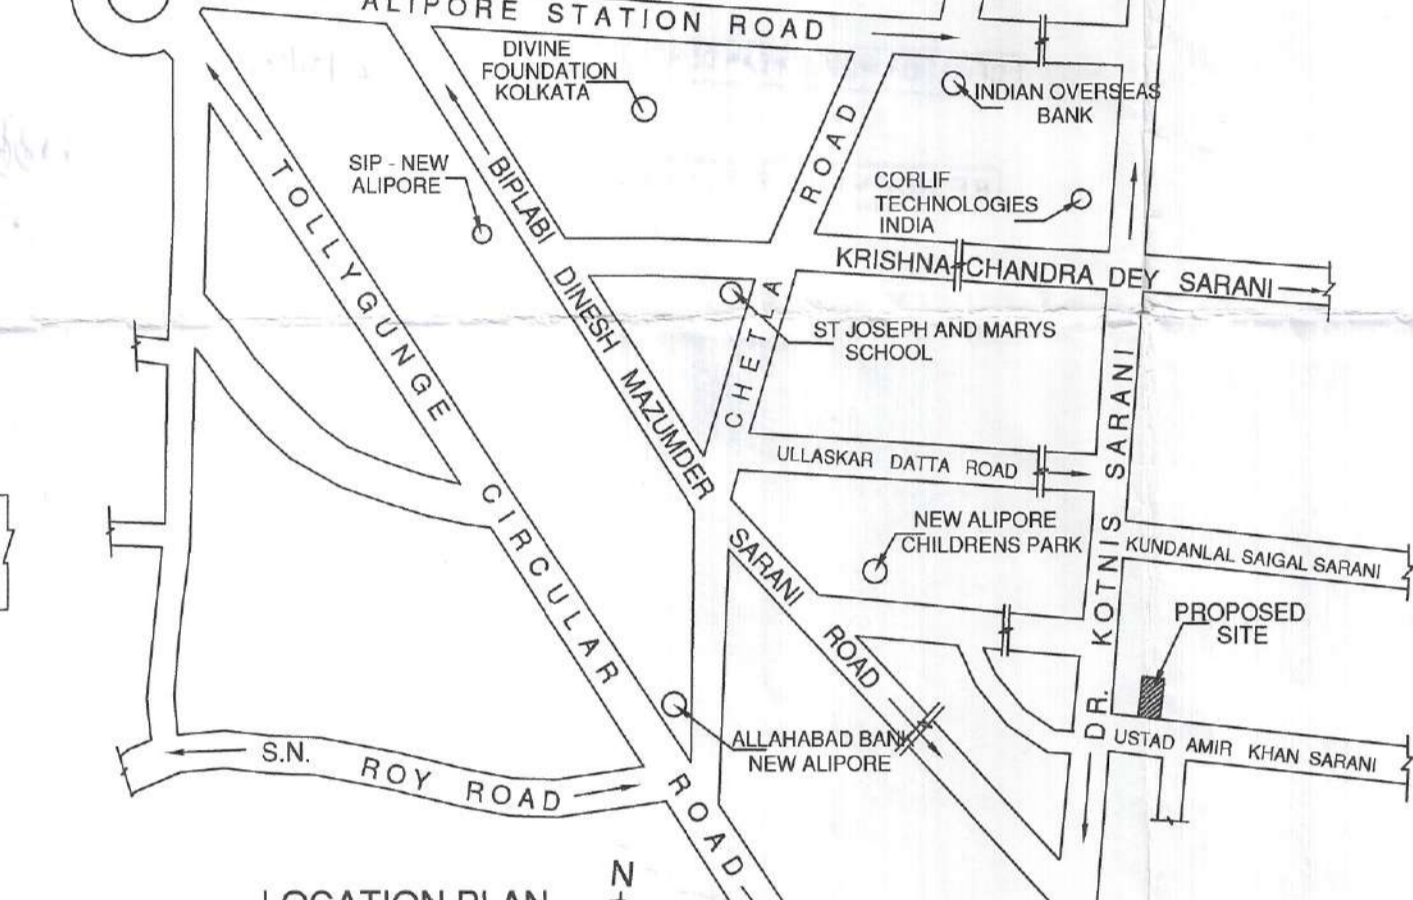 ALIPORE STATION ROAD
DIVINE
FOUNDATION
KOLKATA
INDIAN OVERSEAS
BANK
ROAD
SIP - NEW
ALIPORE
BIPLABI DINESH MAZUMDER SARANI ROAD
TOLLYGUNGE CIRCULAR ROAD
CORLIF
TECHNOLOGIES
INDIA
KRISHNA CHANDRA DEY SARANI
CHETLA
ST JOSEPH AND MARYS
SCHOOL
ULLASKAR DATTA ROAD
DR. KOTNIS SARANI
NEW ALIPORE
CHILDRENS PARK
KUNDANLAL SAIGAL SARANI
PROPOSED
SITE
ALLAHABAD BANK
NEW ALIPORE
USTAD AMIR KHAN SARANI
S.N. ROY ROAD
N
LOCATION PLAN